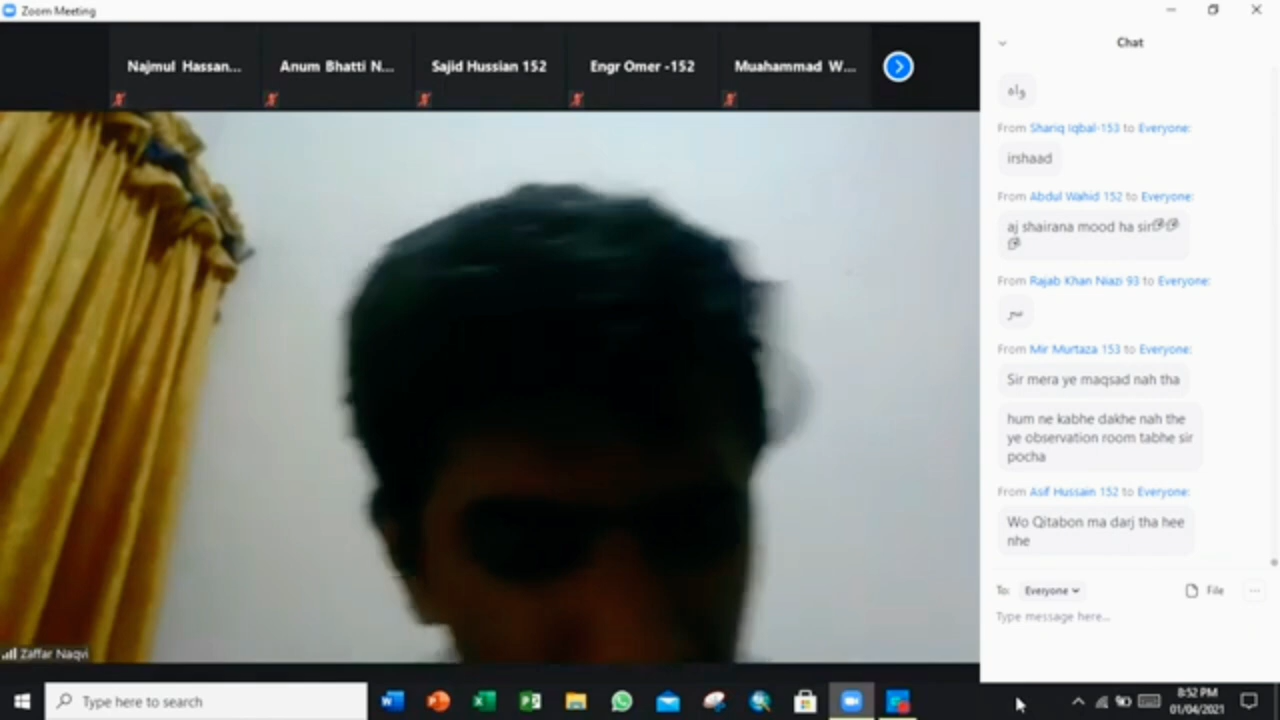 Zoom Meeting
Najmul Hassan...
Anum Bhatti N...
Sajid Hussian 152
Engr Omer -152
Muahammad W...
Chat
واہ
From Shariq Iqbal-153 to Everyone:
irshaad
From Abdul Wahid 152 to Everyone:
aj shairana mood ha sir
From Rajab Khan Niazi 93 to Everyone:
سر
From Mir Murtaza 153 to Everyone:
Sir mera ye maqsad nah tha
hum ne kabhe dakhe nah the
ye observation room tabhe sir
pocha
From Asif Hussain 152 to Everyone:
Wo Qitabon ma darj tha hee
nhe
To: Everyone
File
Type message here...
Zaffar Naqvi
Type here to search
8:52 PM
01/04/2021